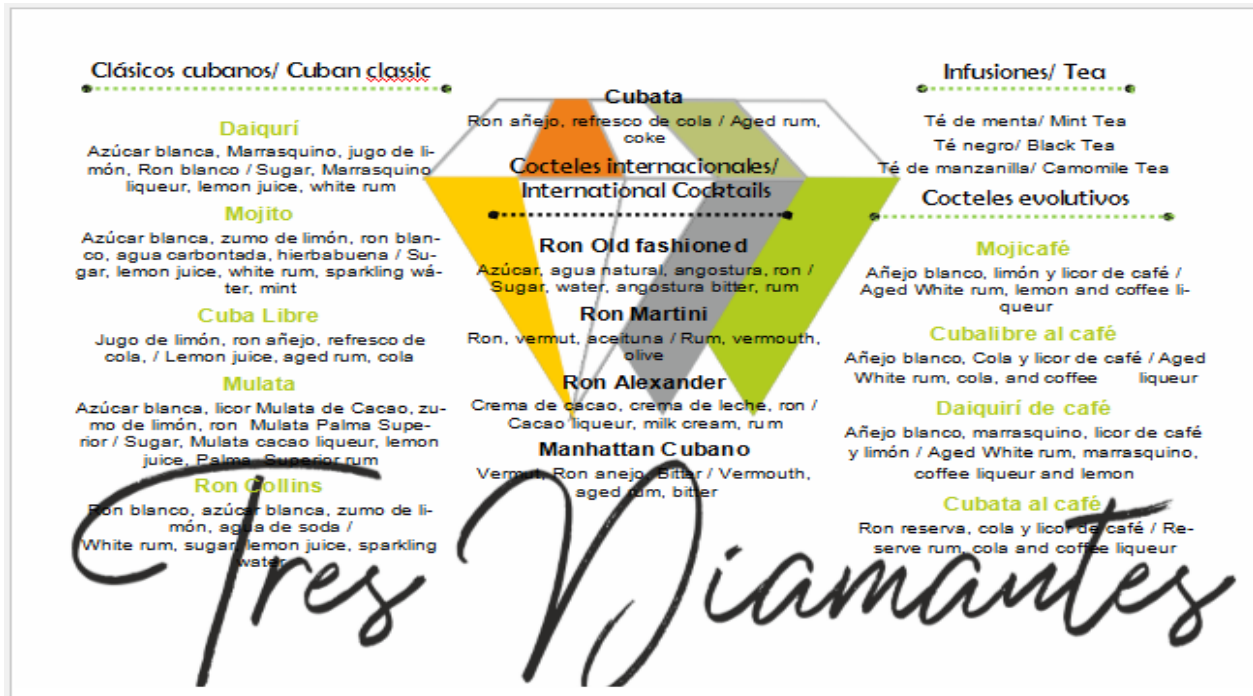 Clásicos cubanos/ Cuban classic
Daiqurí
Azúcar blanca, Marrasquino, jugo de li-
món, Ron blanco / Sugar, Marrasquino
liqueur, lemon juice, white rum
Mojito
Azúcar blanca, zumo de limón, ron blan-
co, agua carbontada, hierbabuena / Su-
gar, lemon juice, white rum, sparkling wá-
ter, mint
Cuba Libre
Jugo de limón, ron añejo, refresco de
cola, / Lemon juice, aged rum, cola
Mulata
Azúcar blanca, licor Mulata de Cacao, zu-
mo de limón, ron Mulata Palma Supe-
rior / Sugar, Mulata cacao liqueur, lemon
juice, Palma Superior rum
Ron Collins
Ron blanco, azúcar blanca, zumo de li-
món, agua de soda /
White rum, sugar, lemon juice, sparkling
water
Cubata
Ron añejo, refresco de cola / Aged rum,
coke
Cocteles internacionales/
International Cocktails
Ron Old fashioned
Azúcar, agua natural, angostura, ron /
Sugar, water, angostura bitter, rum
Ron Martini
Ron, vermut, aceituna / Rum, vermouth,
olive
Ron Alexander
Crema de cacao, crema de leche, ron /
Cacao liqueur, milk cream, rum
Manhattan Cubano
Vermut, Ron anejo, Bitter / Vermouth,
aged rum, bitter
Infusiones/ Tea
Té de menta/ Mint Tea
Té negro/ Black Tea
Té de manzanilla/ Camomile Tea
Cocteles evolutivos
Mojicafé
Añejo blanco, limón y licor de café /
Aged White rum, lemon and coffee li-
queur
Cubalibre al café
Añejo blanco, Cola y licor de café / Aged
White rum, cola, and coffee liqueur
Daiquirí de café
Añejo blanco, marrasquino, licor de café
y limón / Aged White rum, marrasquino,
coffee liqueur and lemon
Cubata al café
Ron reserva, cola y licor de café / Re-
serve rum, cola and coffee liqueur
Tres Diamantes